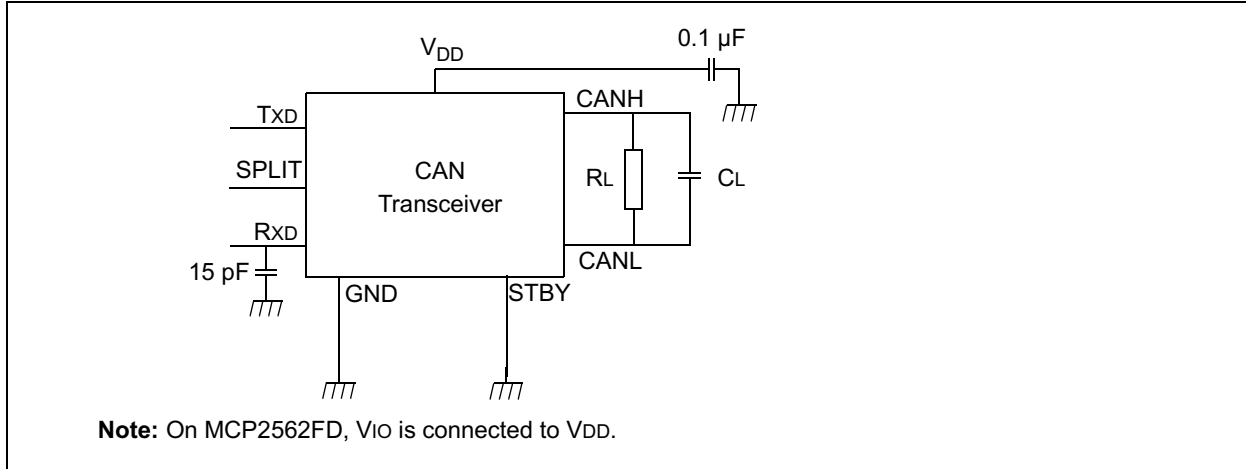 0.1 µF
VDD
CANH
TXD
SPLIT
CAN
Transceiver
RL
CL
RXD
CANL
15 pF
GND
STBY
Note: On MCP2562FD, VIO is connected to VDD.